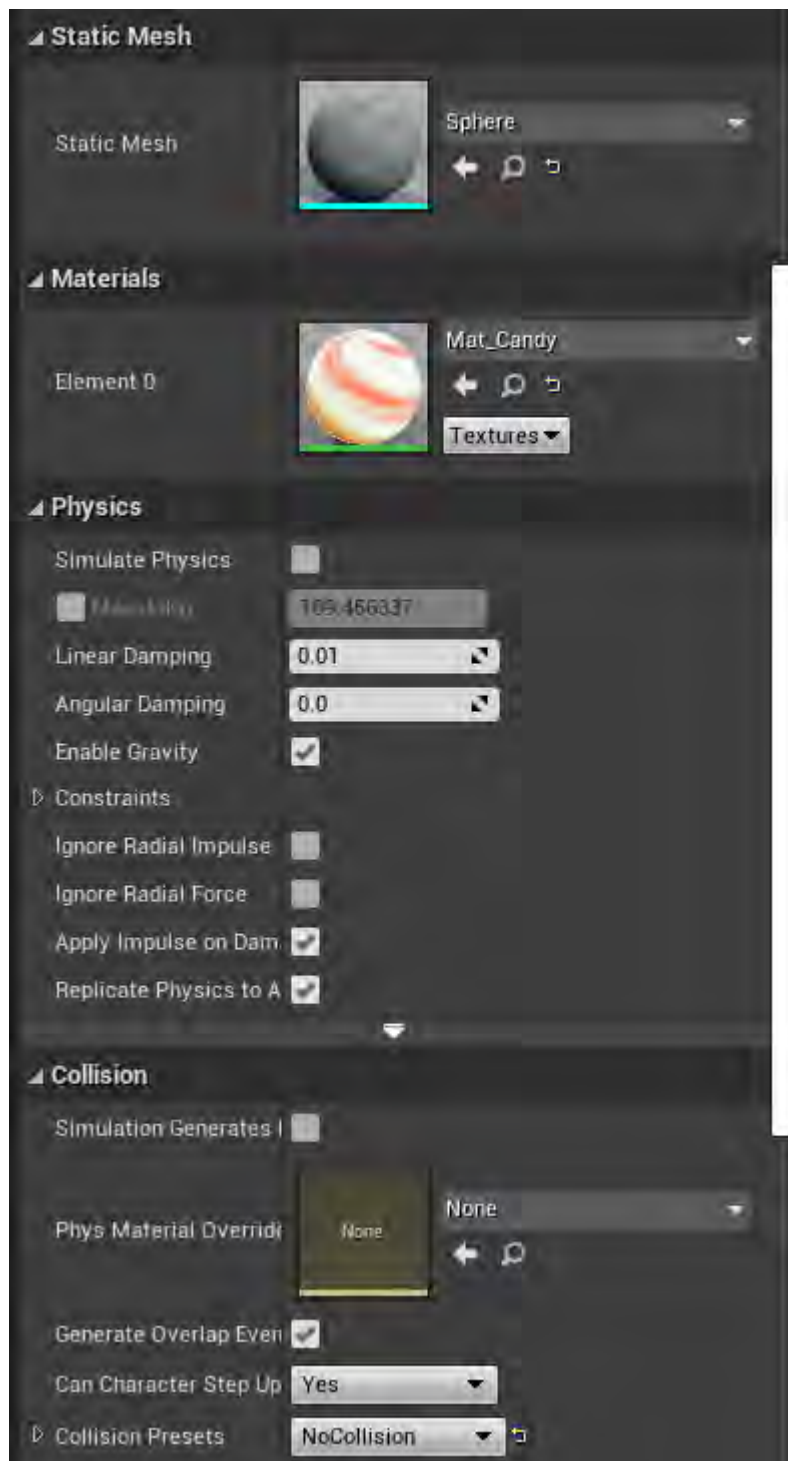 Static Mesh
Static Mesh
Sphere
Materials
Element 0
Mat_Candy
Textures
Physics
Simulate Physics
Linear Damping 0.01
Angular Damping 0.0
Enable Gravity
Constraints
Ignore Radial Impulse
Ignore Radial Force
Apply Impulse on Dam
Replicate Physics to A
Collision
Simulation Generates
Phys Material Overrid
None
None
Generate Overlap Even
Can Character Step Up Yes
Collision Presets NoCollision